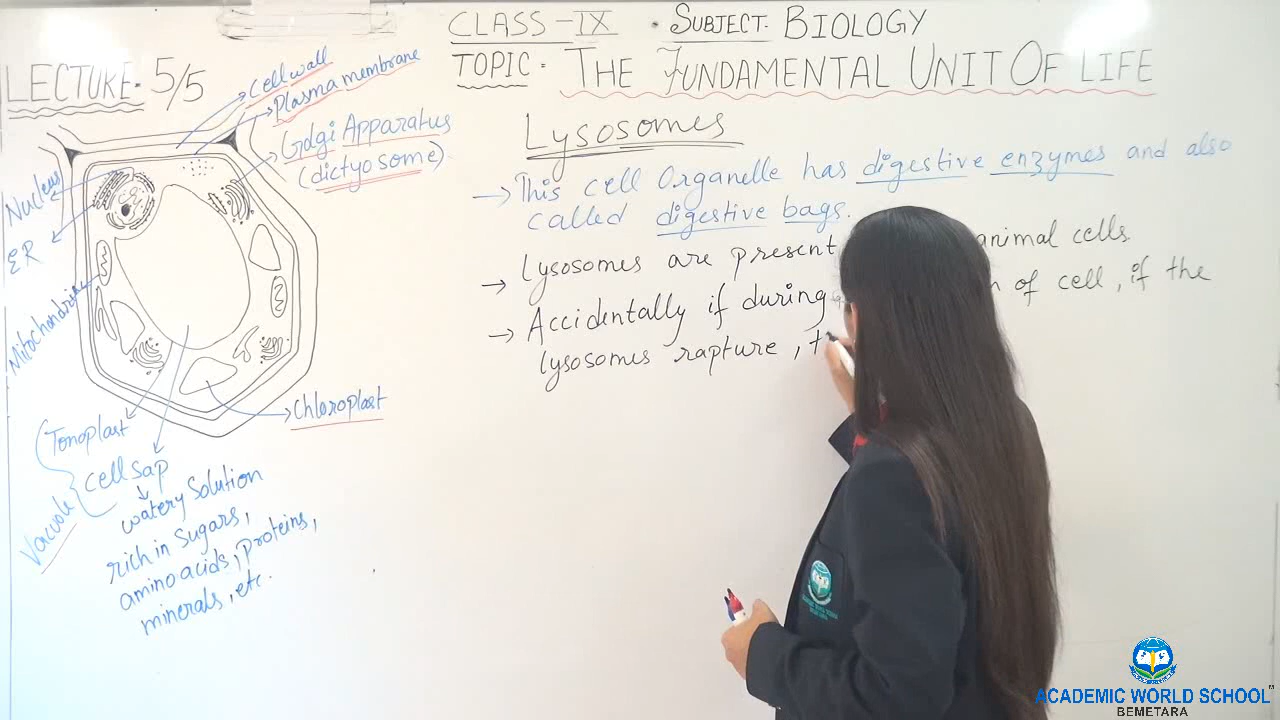 CLASS-IX • SUBJECT. BIOLOGY
LECTURE. 5/5
TOPIC. THE FUNDAMENTAL UNIT OF LIFE
Cell wall
Plasma membrane
Golgi Apparatus
(dictyosome)
Nucleus
ER
Mitochondria
Chloroplast
Tonoplast
cell sap
Vacuole
watery solution
rich in sugars,
amino acids, proteins,
minerals, etc.
Lysosomes
→ This cell organelle has digestive enzymes and also
called digestive bags.
→ Lysosomes are present animal cells.
→ Accidentally if during of cell, if the
lysosomes rapture, t
ACADEMIC WORLD SCHOOL
BEMETARA